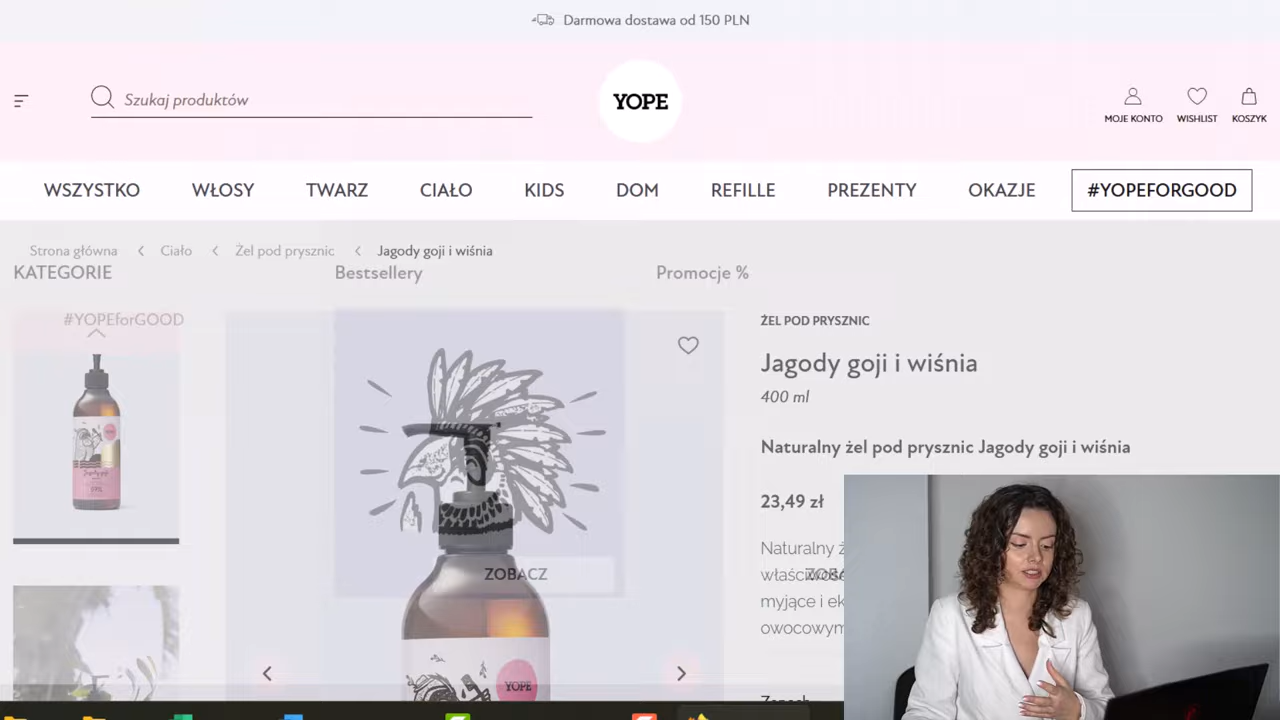 Darmowa dostawa od 150 PLN
Szukaj produktów
YOPE
MOJE KONTO
WISHLIST
KOSZYK
WSZYSTKO
WŁOSY
TWARZ
CIAŁO
KIDS
DOM
REFILLE
PREZENTY
OKAZJE
#YOPEFORGOOD
Strona główna
Ciało
Żel pod prysznic
Jagody goji i wiśnia
KATEGORIE
Bestsellery
Promocje %
#YOPEforGOOD
ŻEL POD PRYSZNIC
Jagody goji i wiśnia
400 ml
Naturalny żel pod prysznic Jagody goji i wiśnia
23,49 zł
Naturalny
ZOBACZ
myjące i
YOPE